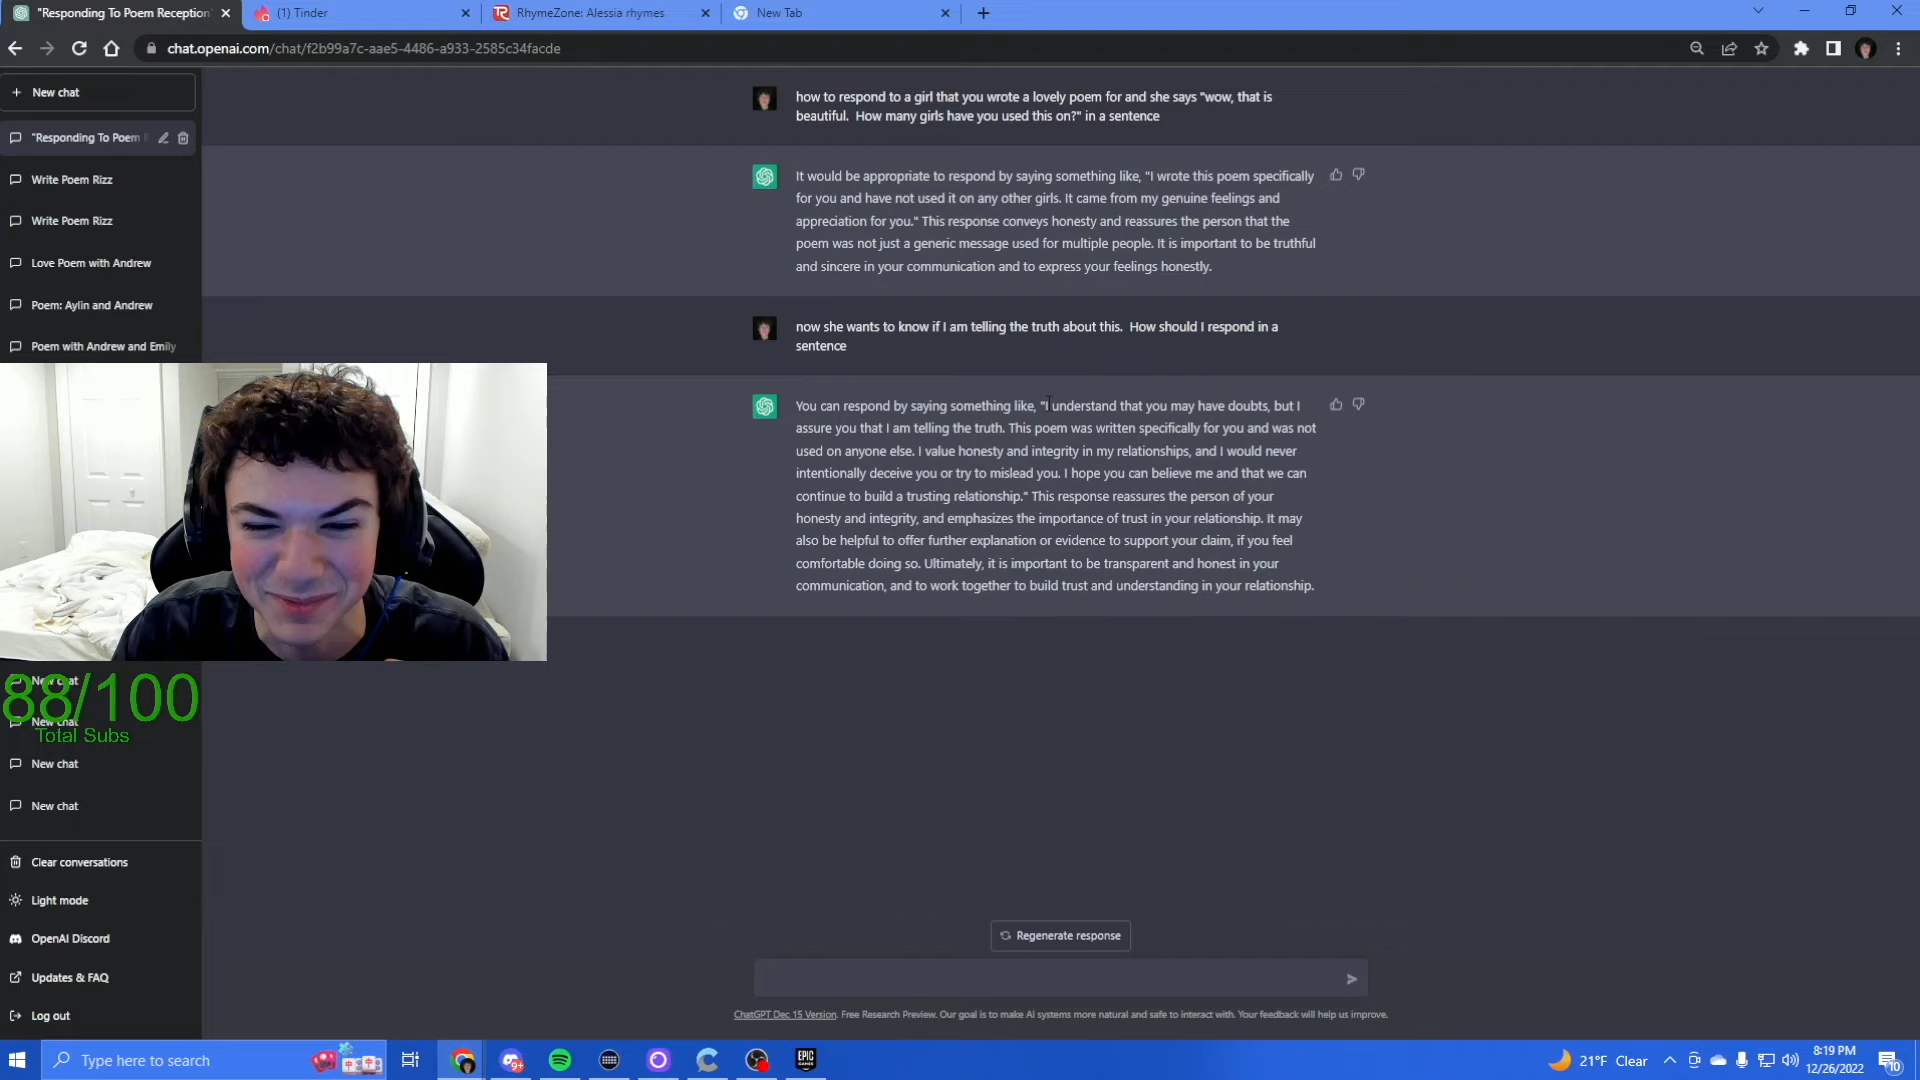 "Responding To Poem Reception"
(1) Tinder
RhymeZone: Alessia rhymes
New Tab
chat.openai.com/chat/f2b99a7c-aae5-4486-a933-2585c34facde
New chat
"Responding To Poem
Write Poem Rizz
Write Poem Rizz
Love Poem with Andrew
Poem: Aylin and Andrew
Poem with Andrew and Emily
how to respond to a girl that you wrote a lovely poem for and she says "wow, that is
beautiful. How many girls have you used this on?" in a sentence
It would be appropriate to respond by saying something like, "I wrote this poem specifically
for you and have not used it on any other girls. It came from my genuine feelings and
appreciation for you." This response conveys honesty and reassures the person that the
poem was not just a generic message used for multiple people. It is important to be truthful
and sincere in your communication and to express your feelings honestly.
now she wants to know if I am telling the truth about this. How should I respond in a
sentence
You can respond by saying something like, "I understand that you may have doubts, but I
assure you that I am telling the truth. This poem was written specifically for you and was not
used on anyone else. I value honesty and integrity in my relationships, and I would never
intentionally deceive you or try to mislead you. I hope you can believe me and that we can
continue to build a trusting relationship." This response reassures the person of your
honesty and integrity, and emphasizes the importance of trust in your relationship. It may
also be helpful to offer further explanation or evidence to support your claim, if you feel
comfortable doing so. Ultimately, it is important to be transparent and honest in your
communication, and to work together to build trust and understanding in your relationship.
New chat
88/100
New chat
Total Subs
New chat
New chat
Clear conversations
Light mode
OpenAI Discord
Updates & FAQ
Log out
Regenerate response
ChatGPT Dec 15 Version. Free Research Preview. Our goal is to make AI systems more natural and safe to interact with. Your feedback will help us improve.
Type here to search
9+
EPIC
GAMES
21°F Clear
8:19 PM
12/26/2022
10